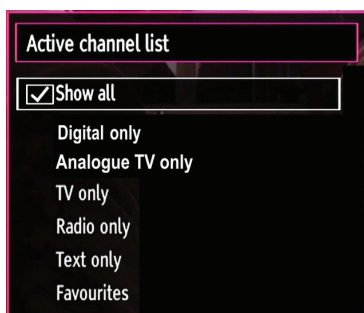 Active channel list
Show all
Digital only
Analogue TV only
TV only
Radio only
Text only
Favourites